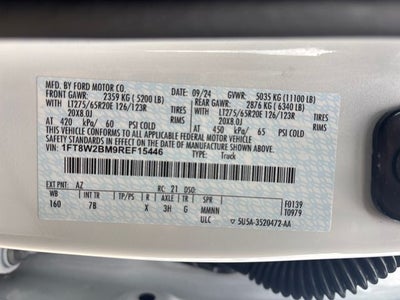 MFD. BY FORD MOTOR CO. 09/24 GVWR: 5035 KG (11100 LB)
FRONT GAWR: 2359 KG (5200 LB) REAR GAWR: 2876 KG (6340 LB)
LT275/65R20E 126/123R TIRES LT275/65R20E 126/123R TIRES
20X8.0J RIMS 20X8.0J RIMS
AT 420 kPa/ 60 PSI COLD AT 450 kPa/ 65 PSI COLD
THIS VEHICLE CONFORMS TO ALL APPLICABLE FEDERAL MOTOR VEHICLE
SAFETY STANDARDS IN EFFECT ON THE DATE OF MANUFACTURE SHOWN ABOVE.
VIN: 1FT8W2BM9REF15446 TYPE: Truck
EXT PNT: AZ RC: 21 DSO: F0139
WB INT TR TP/PS R AXLE TR SPR T0979
160 7B X 3H G MMNN
ULC 5U5A-3520472-AA